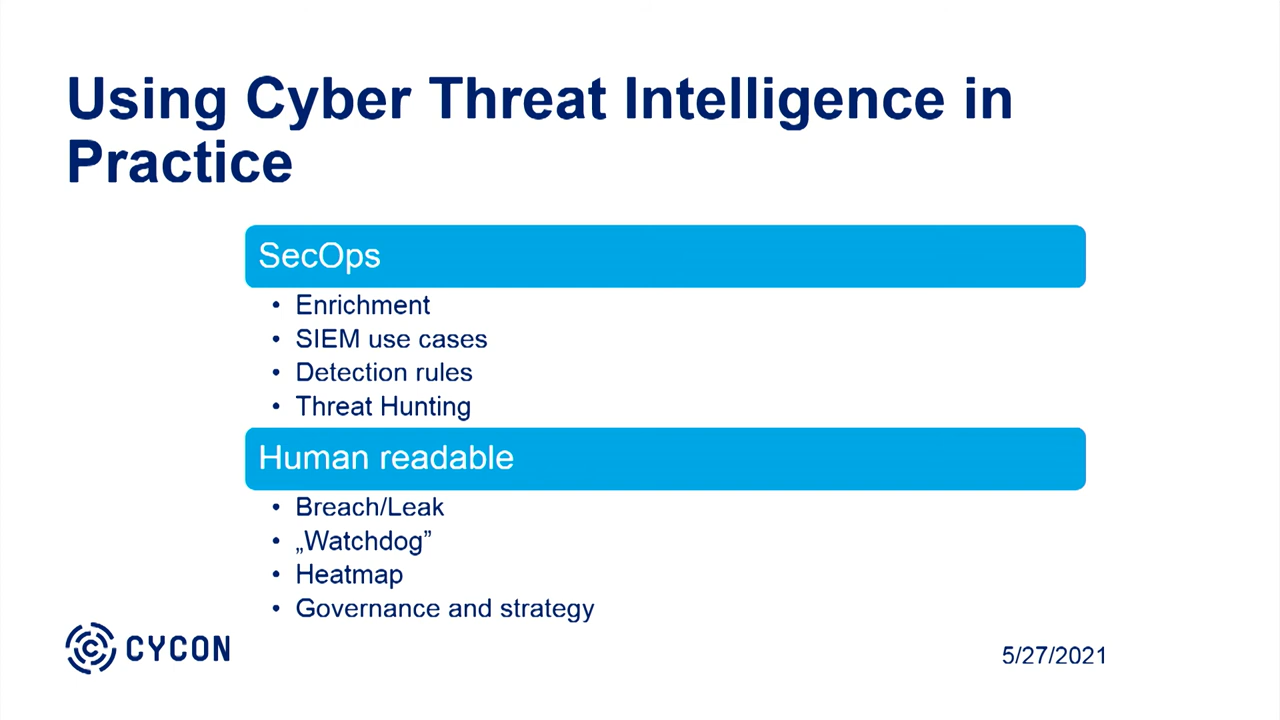 Using Cyber Threat Intelligence in
Practice
SecOps
• Enrichment
• SIEM use cases
• Detection rules
• Threat Hunting
Human readable
• Breach/Leak
• „Watchdog”
• Heatmap
• Governance and strategy
CYCON
5/27/2021